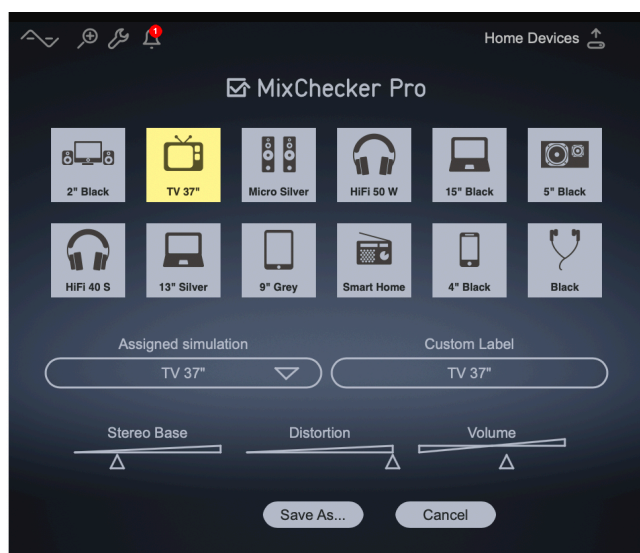 1
Home Devices
MixChecker Pro
2" Black
TV 37"
Micro Silver
HiFi 50 W
15" Black
5" Black
HiFi 40 S
13" Silver
9" Grey
Smart Home
4" Black
Black
Assigned simulation
Custom Label
TV 37"
TV 37"
Stereo Base
Distortion
Volume
Save As...
Cancel